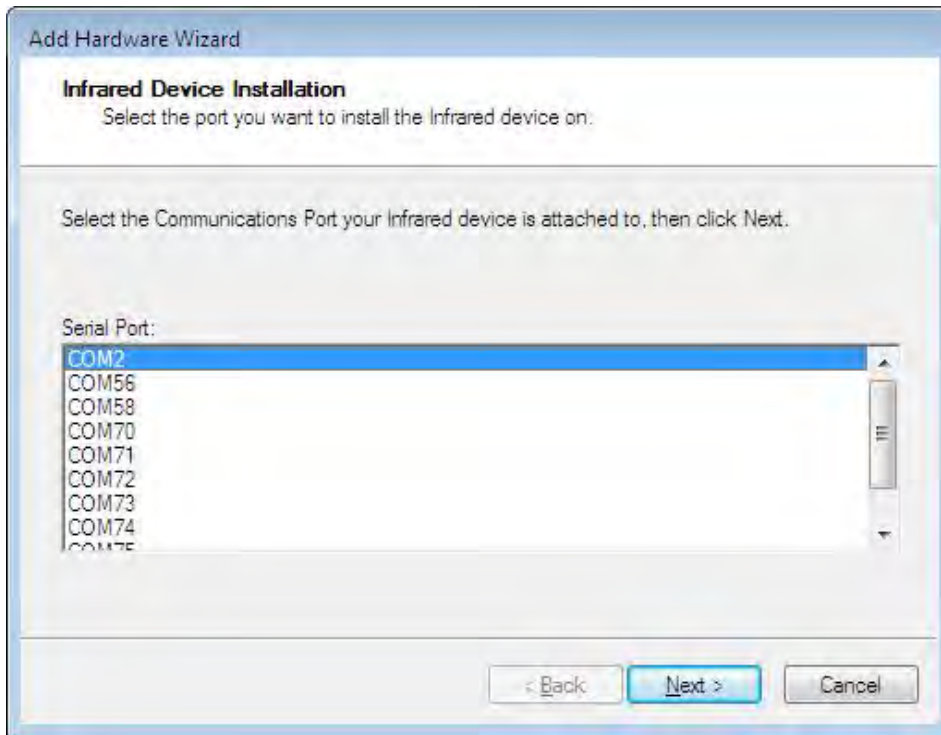 Add Hardware Wizard
Infrared Device Installation
Select the port you want to install the Infrared device on.
Select the Communications Port your Infrared device is attached to, then click Next.
Serial Port:
COM2
COM56
COM58
COM70
COM71
COM72
COM73
COM74
COM75
< Back
Next >
Cancel